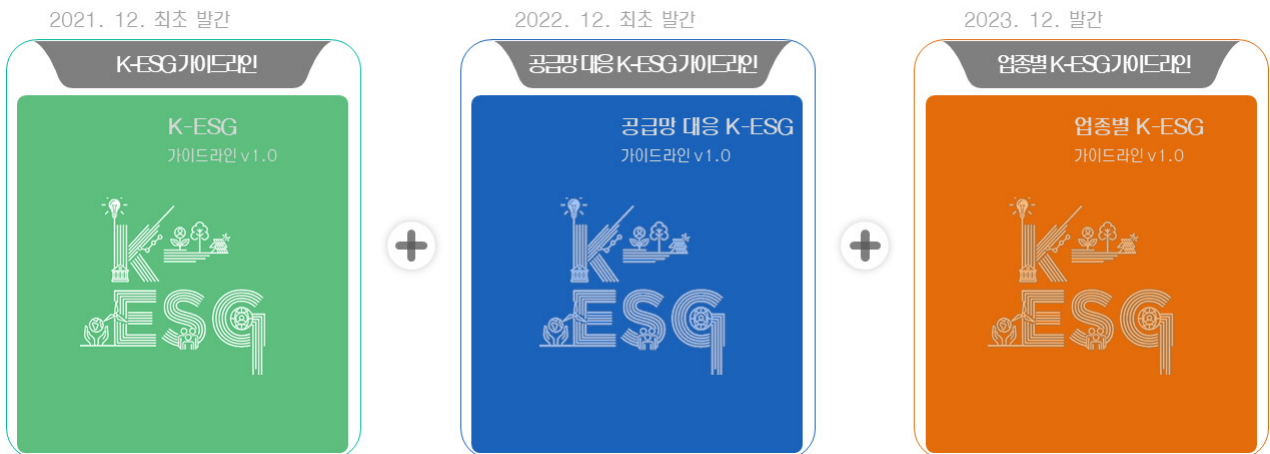 2021. 12. 최초 발간
K-ESG 가이드라인
K-ESG
가이드라인 v1.0
K-
ESG
2022. 12. 최초 발간
공급망 대응 K-ESG 가이드라인
공급망 대응 K-ESG
가이드라인 v1.0
K-
ESG
2023. 12. 발간
업종별 K-ESG 가이드라인
업종별 K-ESG
가이드라인 v1.0
K-
ESG